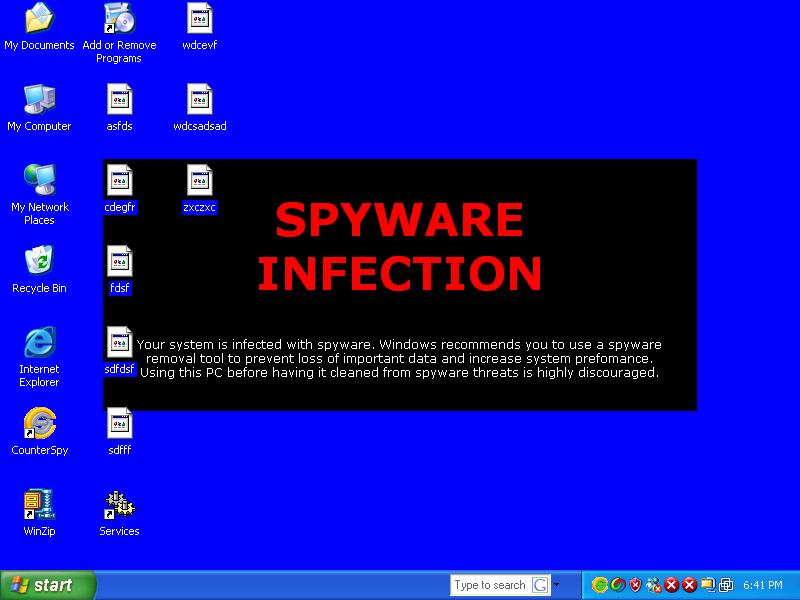 My Documents
Add or Remove
Programs
wdcevf
My Computer
asfds
wdcsadsad
My Network
Places
cdegfr
zxczxc
SPYWARE
INFECTION
Recycle Bin
fdsf
Your system is infected with spyware. Windows recommends you to use a spyware
removal tool to prevent loss of important data and increase system prefomance.
Using this PC before having it cleaned from spyware threats is highly discouraged.
Internet
Explorer
sdfdsf
CounterSpy
sdfff
WinZip
Services
start
Type to search
G
6:41 PM